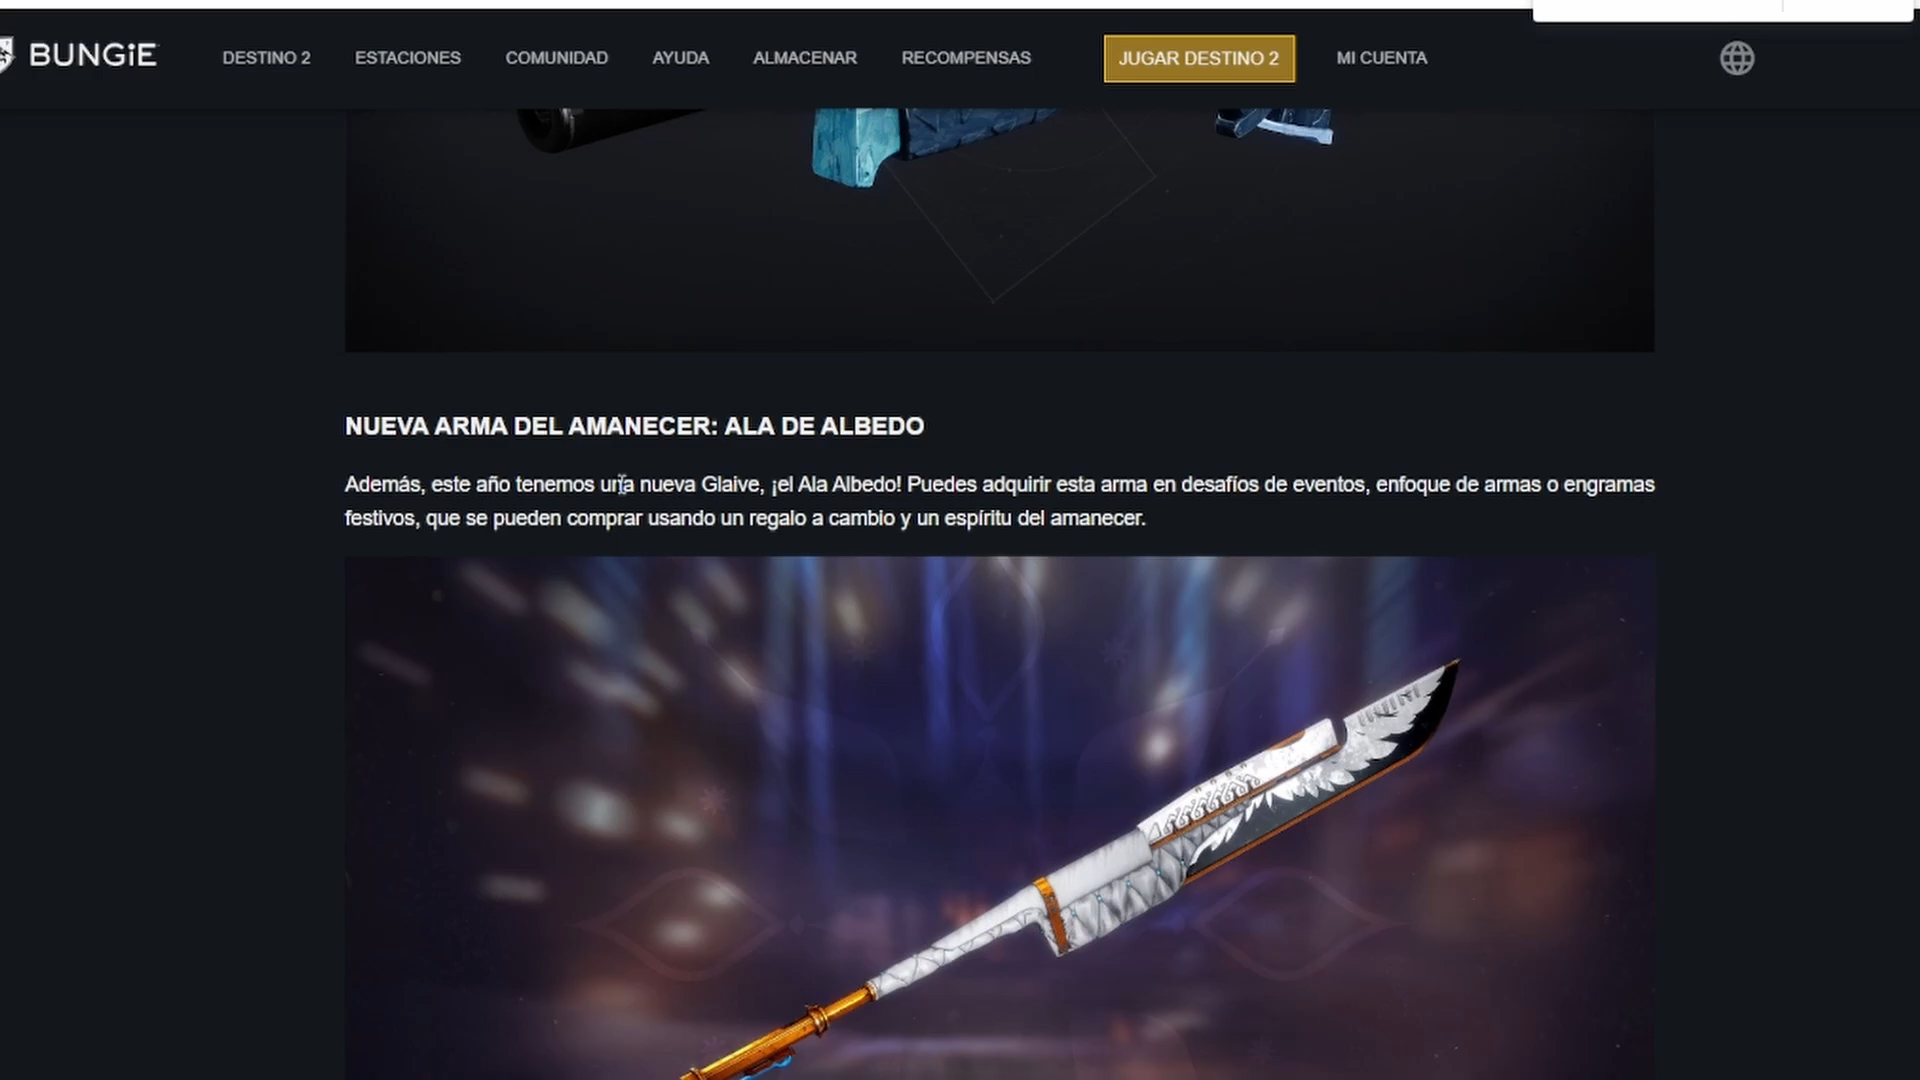 BUNGiE DESTINO 2 ESTACIONES COMUNIDAD AYUDA ALMACENAR RECOMPENSAS JUGAR DESTINO 2 MI CUENTA
NUEVA ARMA DEL AMANECER: ALA DE ALBEDO
Además, este año tenemos una nueva Glaive, ¡el Ala Albedo! Puedes adquirir esta arma en desafíos de eventos, enfoque de armas o engramas
festivos, que se pueden comprar usando un regalo a cambio y un espíritu del amanecer.